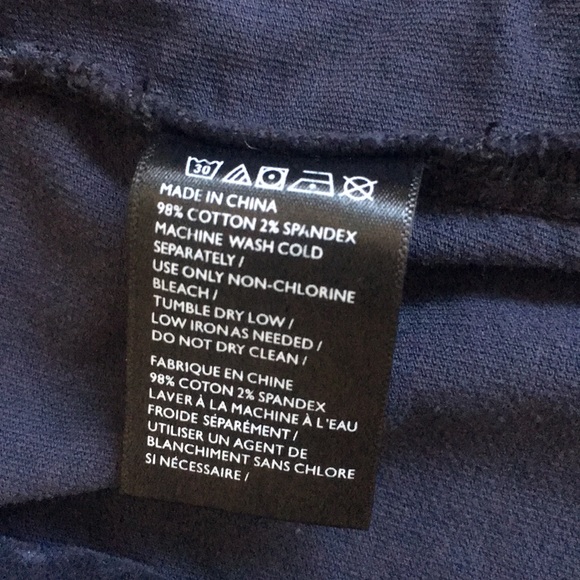 30
MADE IN CHINA
98% COTTON 2% SPANDEX
MACHINE WASH COLD
SEPARATELY /
USE ONLY NON-CHLORINE
BLEACH /
TUMBLE DRY LOW /
LOW IRON AS NEEDED /
DO NOT DRY CLEAN /
FABRIQUE EN CHINE
98% COTON 2% SPANDEX
LAVER À LA MACHINE À L'EAU
FROIDE SÉPARÉMENT /
UTILISER UN AGENT DE
BLANCHIMENT SANS CHLORE
SI NÉCESSAIRE /